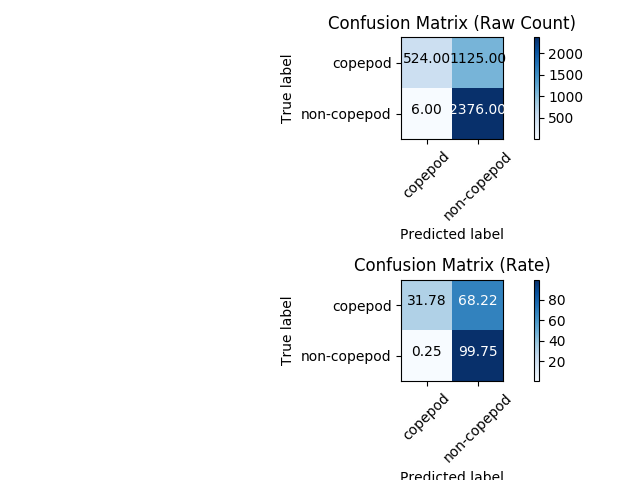 Confusion Matrix (Raw Count)
True label
copepod
524.00 1125.00
non-copepod
6.00 2376.00
2000
1500
1000
500
copepod
non-copepod
Predicted label
Confusion Matrix (Rate)
True label
copepod
31.78 68.22
non-copepod
0.25 99.75
80
60
40
20
copepod
non-copepod
Predicted label